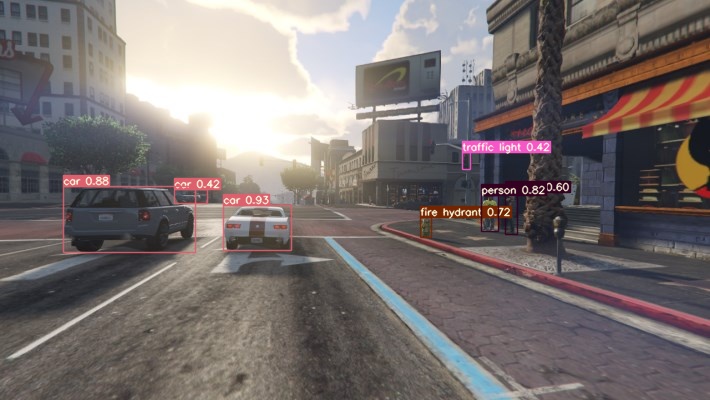 traffic light 0.42
car 0.88
car 0.42
person 0.82
0.60
car 0.93
fire hydrant 0.72